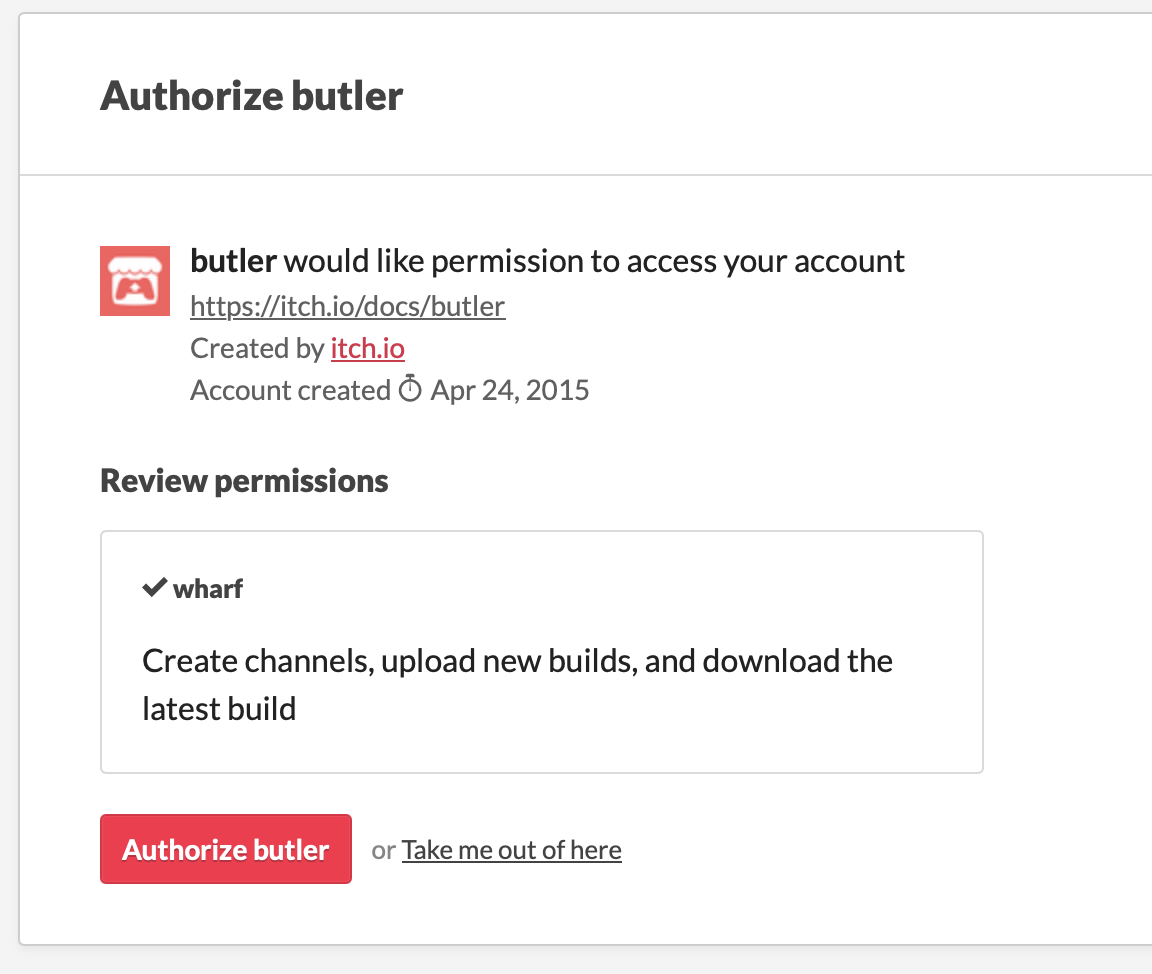 Authorize butler
butler would like permission to access your account
https://itch.io/docs/butler
Created by itch.io
Account created Apr 24, 2015
Review permissions
wharf
Create channels, upload new builds, and download the
latest build
Authorize butler or Take me out of here